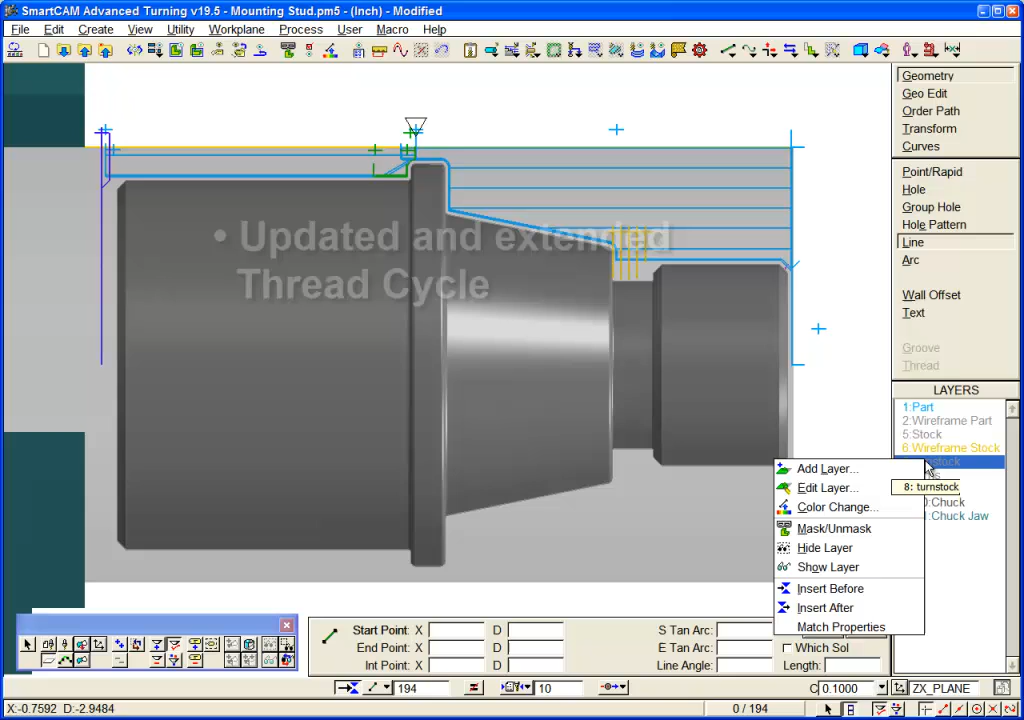 SmartCAM Advanced Turning v19.5 - Mounting Stud.pm5 - (Inch) - Modified
File Edit Create View Utility Workplane Process User Macro Help
Geometry
Geo Edit
Order Path
Transform
Curves
Point/Rapid
Hole
Group Hole
Hole Pattern
Line
Arc
Wall Offset
Text
Groove
Thread
• Updated and extended
Thread Cycle
LAYERS
1:Part
2:Wireframe Part
5:Stock
6:Wireframe Stock
8: turnstock
Chuck
:Chuck Jaw
Add Layer...
Edit Layer...
Color Change...
Mask/Unmask
Hide Layer
Show Layer
Insert Before
Insert After
Match Properties
Start Point: X D S Tan Arc:
End Point: X D E Tan Arc: Which Sol
Int Point: X D Line Angle: Length:
194 10 C 0.1000 ZX_PLANE
X:-0.7592 D:-2.9484 0 / 194